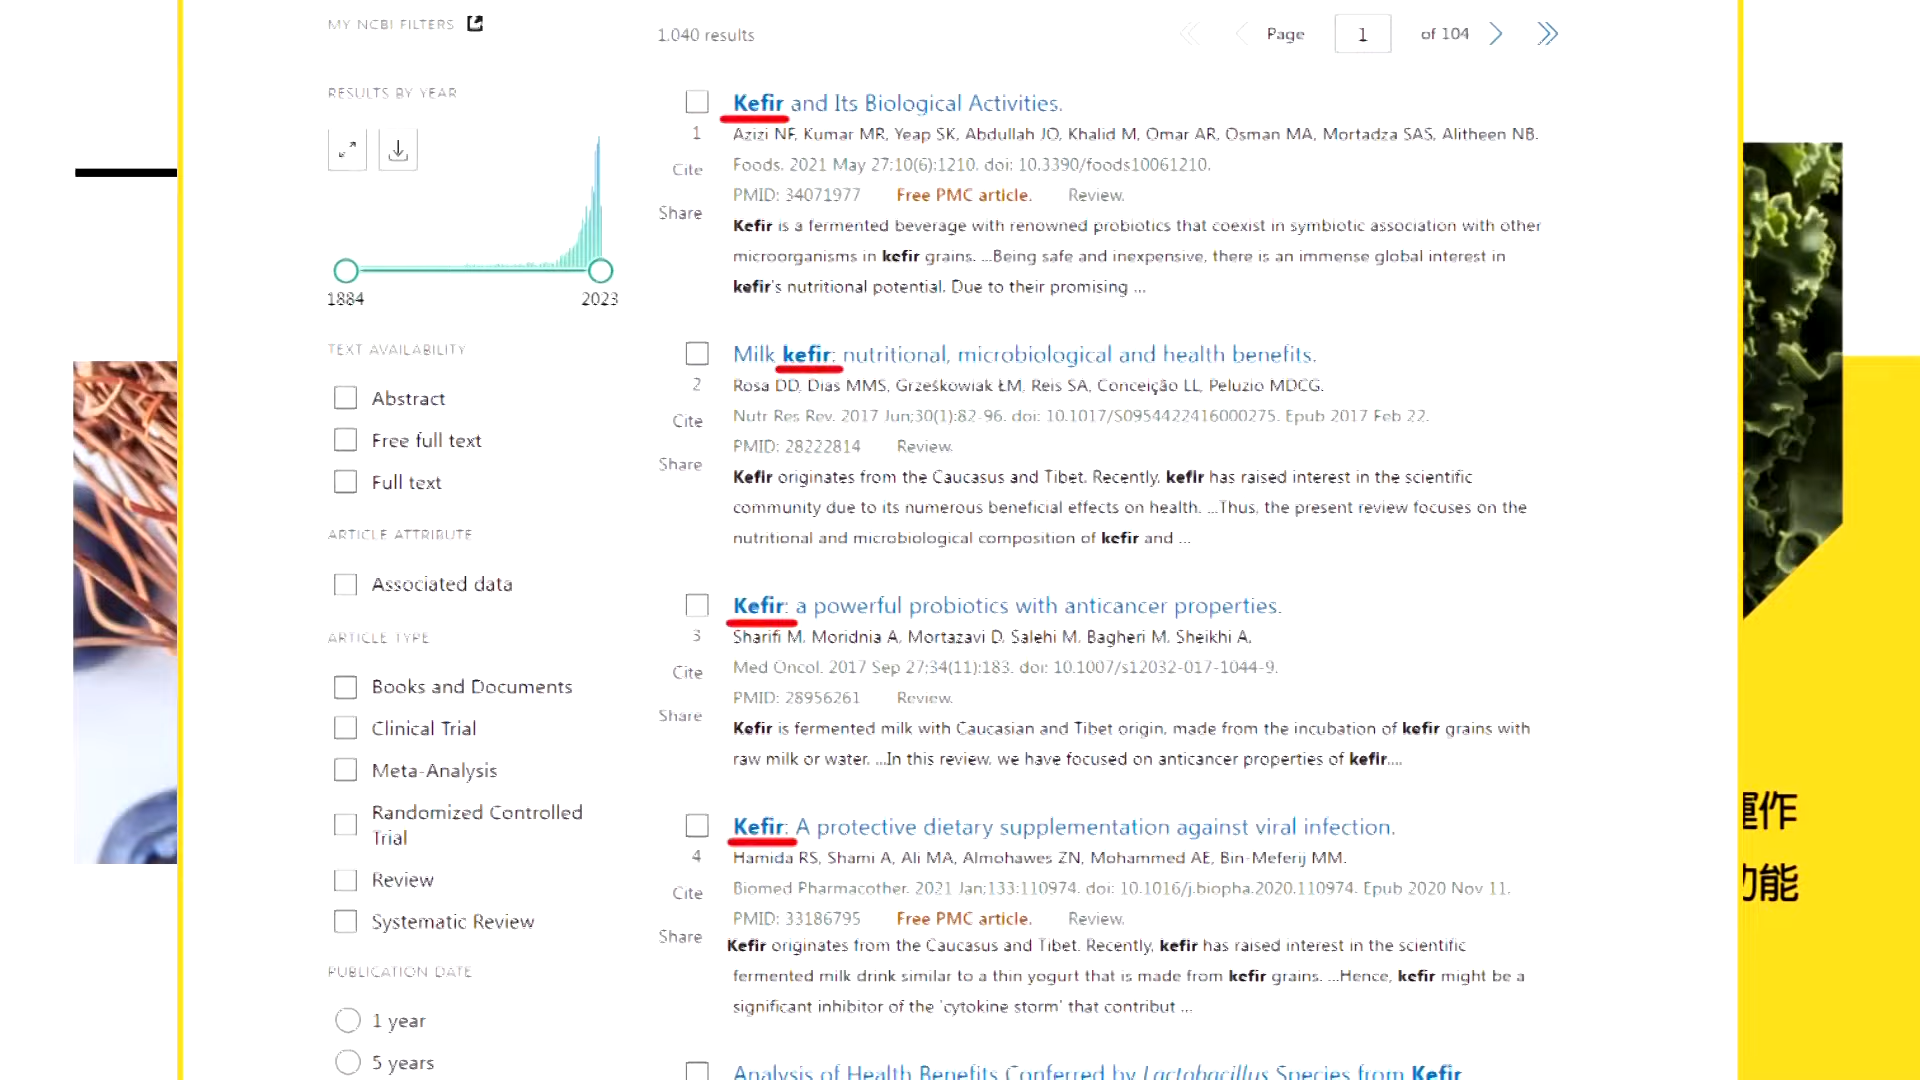 MY NCBI FILTERS
1.040 results
Page 1 of 104
RESULTS BY YEAR
1884 2023
TEXT AVAILABILITY
Abstract
Free full text
Full text
ARTICLE ATTRIBUTE
Associated data
ARTICLE TYPE
Books and Documents
Clinical Trial
Meta-Analysis
Randomized Controlled
Trial
Review
Systematic Review
PUBLICATION DATE
1 year
5 years
Kefir and Its Biological Activities.
1
Cite
Share
Azizi NF, Kumar MR, Yeap SK, Abdullah JO, Khalid M, Omar AR, Osman MA, Mortadza SAS, Alitheen NB.
Foods. 2021 May 27;10(6):1210. doi: 10.3390/foods10061210.
PMID: 34071977 Free PMC article. Review.
Kefir is a fermented beverage with renowned probiotics that coexist in symbiotic association with other
microorganisms in kefir grains. ...Being safe and inexpensive, there is an immense global interest in
kefir's nutritional potential. Due to their promising ...
Milk kefir: nutritional, microbiological and health benefits.
2
Cite
Share
Rosa DD, Dias MMS, Grześkowiak ŁM, Reis SA, Conceição LL, Peluzio MDCG.
Nutr Res Rev. 2017 Jun;30(1):82-96. doi: 10.1017/S0954422416000275. Epub 2017 Feb 22.
PMID: 28222814 Review.
Kefir originates from the Caucasus and Tibet. Recently, kefir has raised interest in the scientific
community due to its numerous beneficial effects on health. ...Thus, the present review focuses on the
nutritional and microbiological composition of kefir and ...
Kefir: a powerful probiotics with anticancer properties.
3
Cite
Share
Sharifi M, Moridnia A, Mortazavi D, Salehi M, Bagheri M, Sheikhi A.
Med Oncol. 2017 Sep 27;34(11):183. doi: 10.1007/s12032-017-1044-9.
PMID: 28956261 Review.
Kefir is fermented milk with Caucasian and Tibet origin, made from the incubation of kefir grains with
raw milk or water. ...In this review, we have focused on anticancer properties of kefir....
Kefir: A protective dietary supplementation against viral infection.
4
Cite
Share
Hamida RS, Shami A, Ali MA, Almohawes ZN, Mohammed AE, Bin-Meferij MM.
Biomed Pharmacother. 2021 Jan;133:110974. doi: 10.1016/j.biopha.2020.110974. Epub 2020 Nov 11.
PMID: 33186795 Free PMC article. Review.
Kefir originates from the Caucasus and Tibet. Recently, kefir has raised interest in the scientific
fermented milk drink similar to a thin yogurt that is made from kefir grains. ...Hence, kefir might be a
significant inhibitor of the 'cytokine storm' that contribut ...
Analysis of Health Benefits Conferred by Lactobacillus Species from Kefir
運作
功能